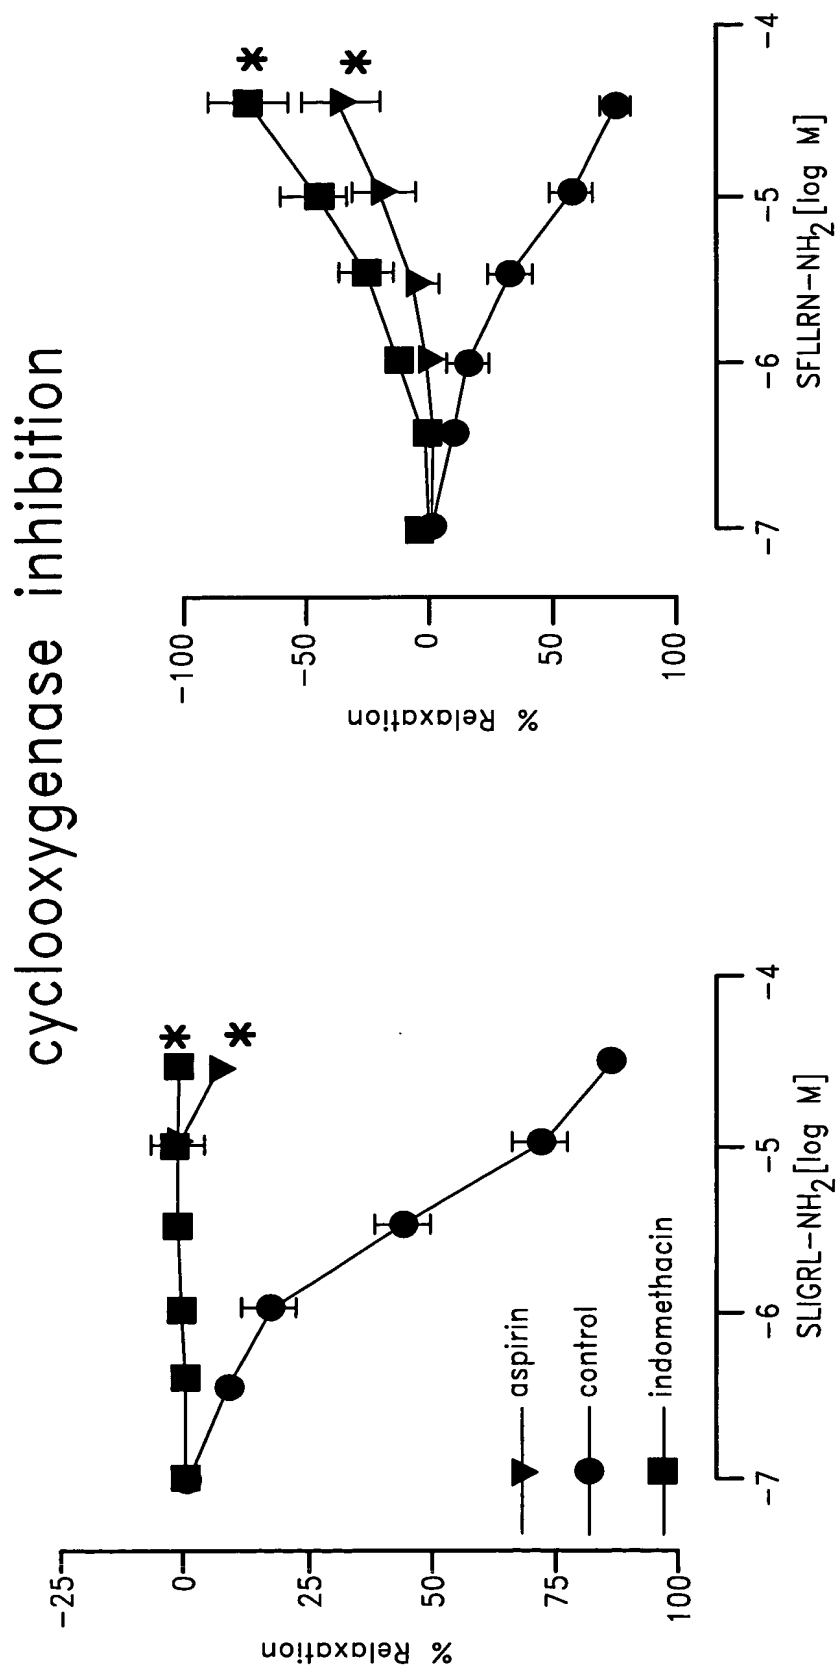 cyclooxygenase inhibition
% Relaxation
-25
0
25
50
75
100
aspirin
control
indomethacin
-7
-6
-5
-4
SLIGRL-NH2[log M]
*
*
% Relaxation
-100
-50
0
50
100
-7
-6
-5
-4
SFLLRN-NH2[log M]
*
*